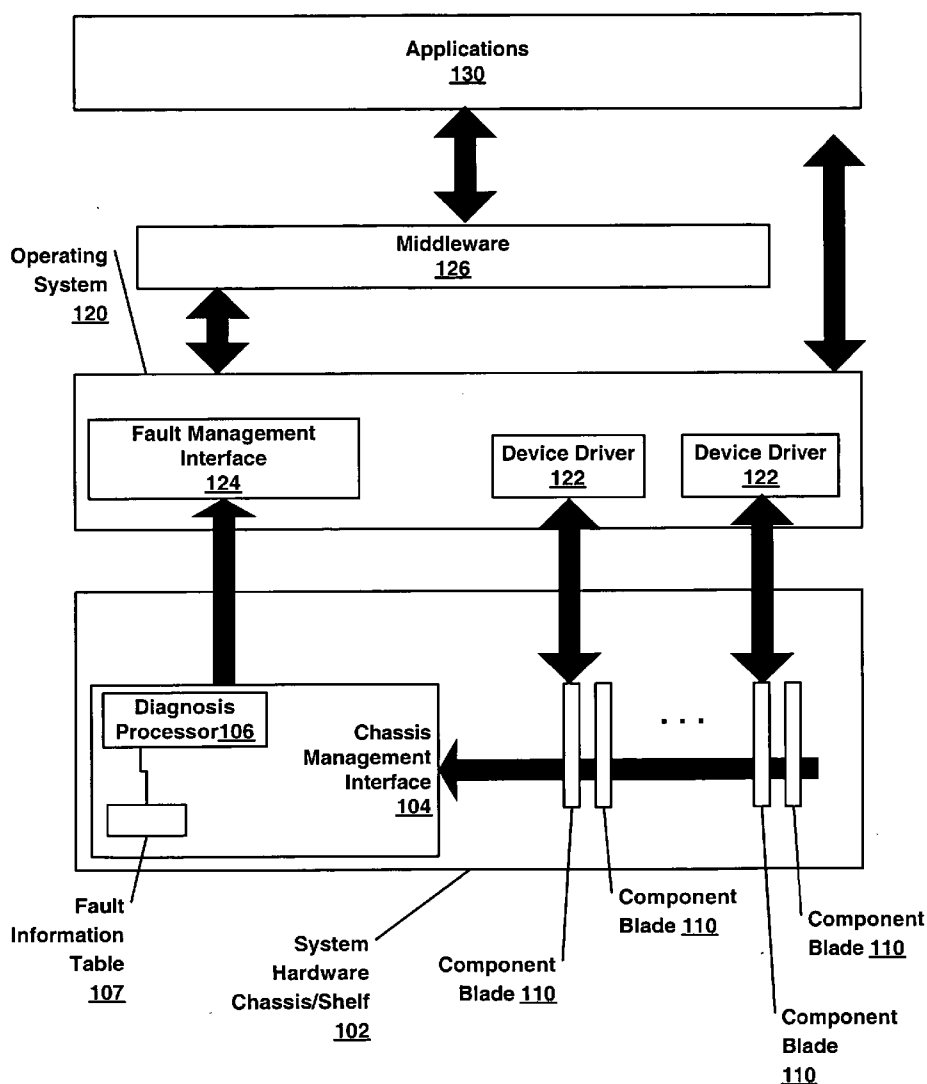 Applications
130
Middleware
126
Operating
System
120
Fault Management
Interface
124
Device Driver
122
Device Driver
122
Diagnosis
Processor106
Chassis
Management
Interface
104
...
Fault
Information
Table
107
System
Hardware
Chassis/Shelf
102
Component
Blade 110
Component
Blade 110
Component
Blade 110
Component
Blade
110